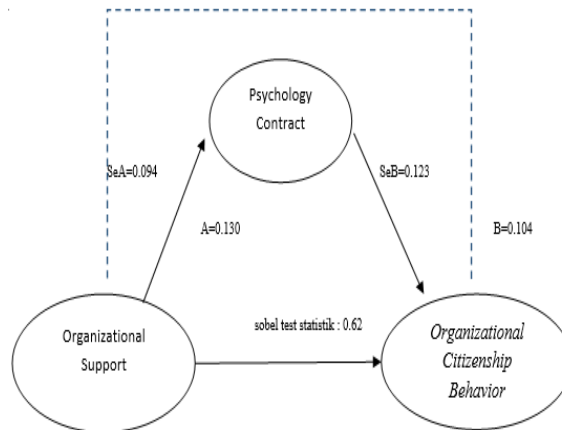 Psychology
Contract
SeA=0.094
SeB=0.123
A=0.130
B=0.104
sobel test statistik : 0.62
Organizational
Support
Organizational
Citizenship
Behavior